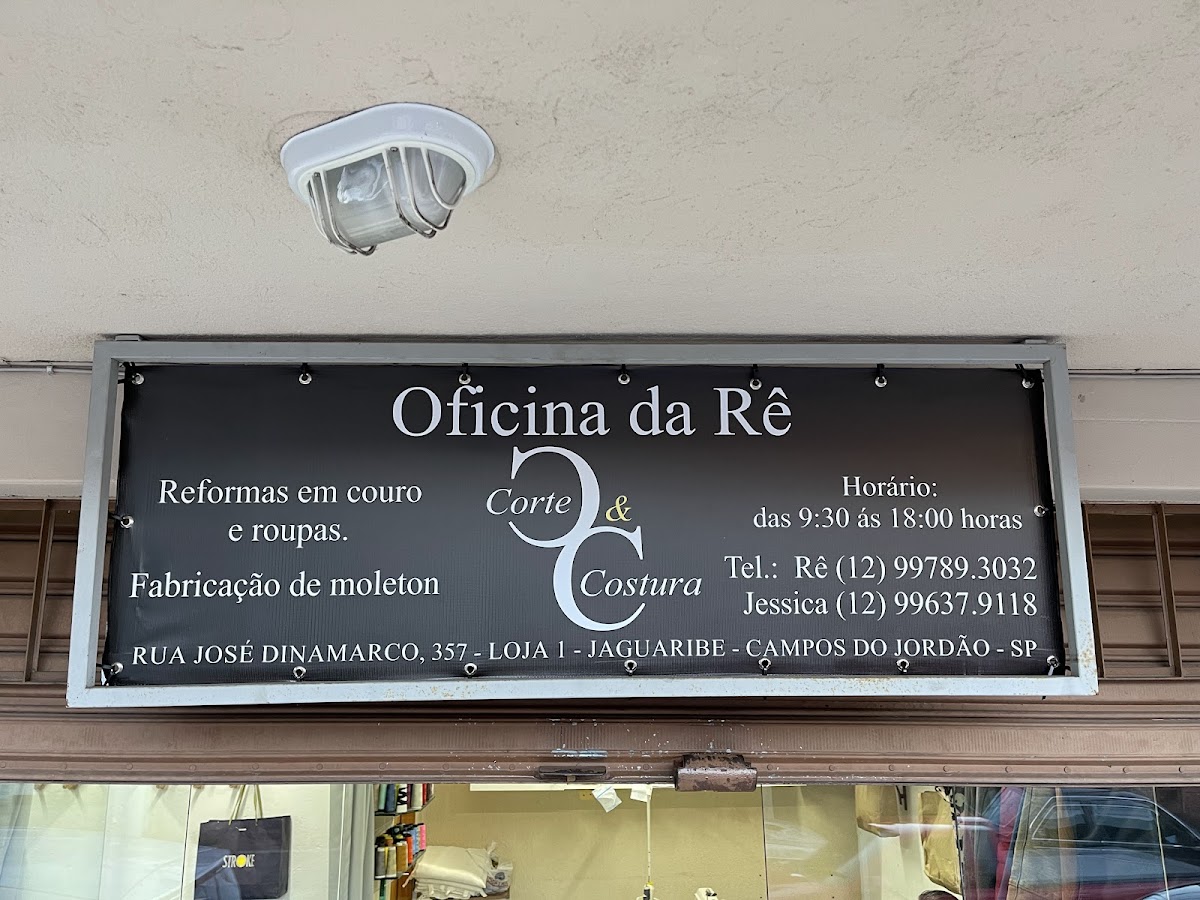 Oficina da Rê
Reformas em couro
e roupas.
Fabricação de moleton
Corte &
Costura
Horário:
das 9:30 ás 18:00 horas
Tel.: Rê (12) 99789.3032
Jessica (12) 99637.9118
RUA JOSÉ DINAMARCO, 357 - LOJA 1 - JAGUARIBE - CAMPOS DO JORDÃO - SP
STROKE